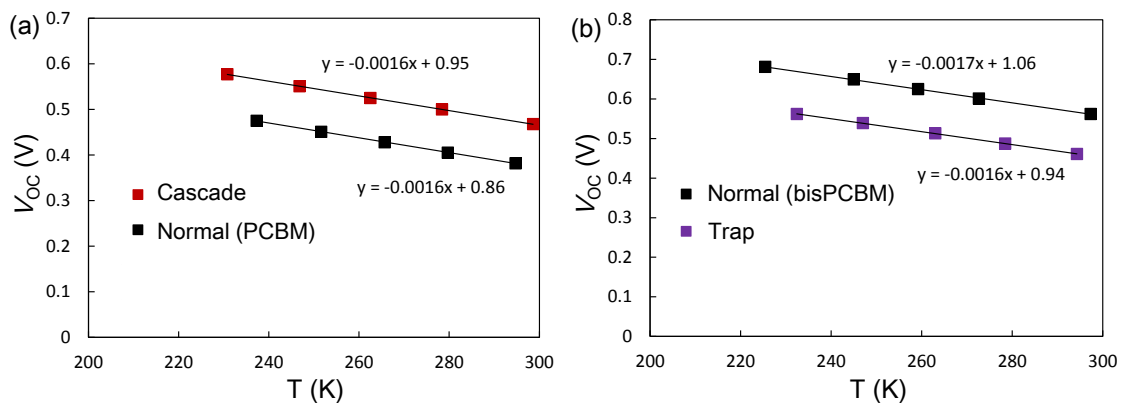 (a)
0.7
0.6
0.5
0.4
0.3
0.2
0.1
0
VOC (V)
y = -0.0016x + 0.95
y = -0.0016x + 0.86
Cascade
Normal (PCBM)
200 220 240 260 280 300
T (K)
(b)
0.8
0.7
0.6
0.5
0.4
0.3
0.2
0.1
0
VOC (V)
y = -0.0017x + 1.06
y = -0.0016x + 0.94
Normal (bisPCBM)
Trap
200 220 240 260 280 300
T (K)